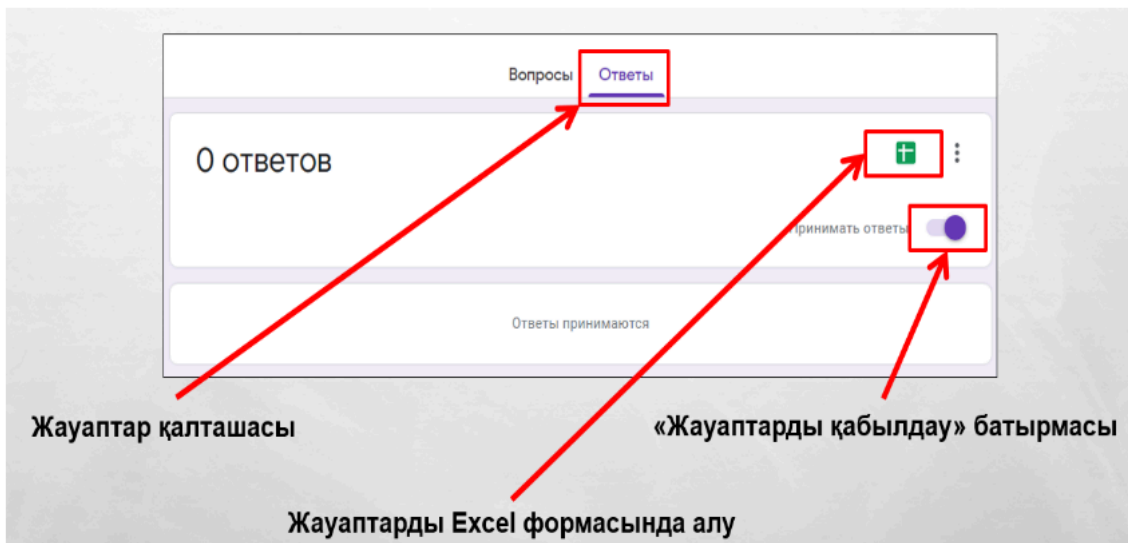 Вопросы Ответы
0 ответов
Принимать ответы
Ответы принимаются
Жауаптар қалташасы
«Жауаптарды қабылдау» батырмасы
Жауаптарды Excel формасында алу